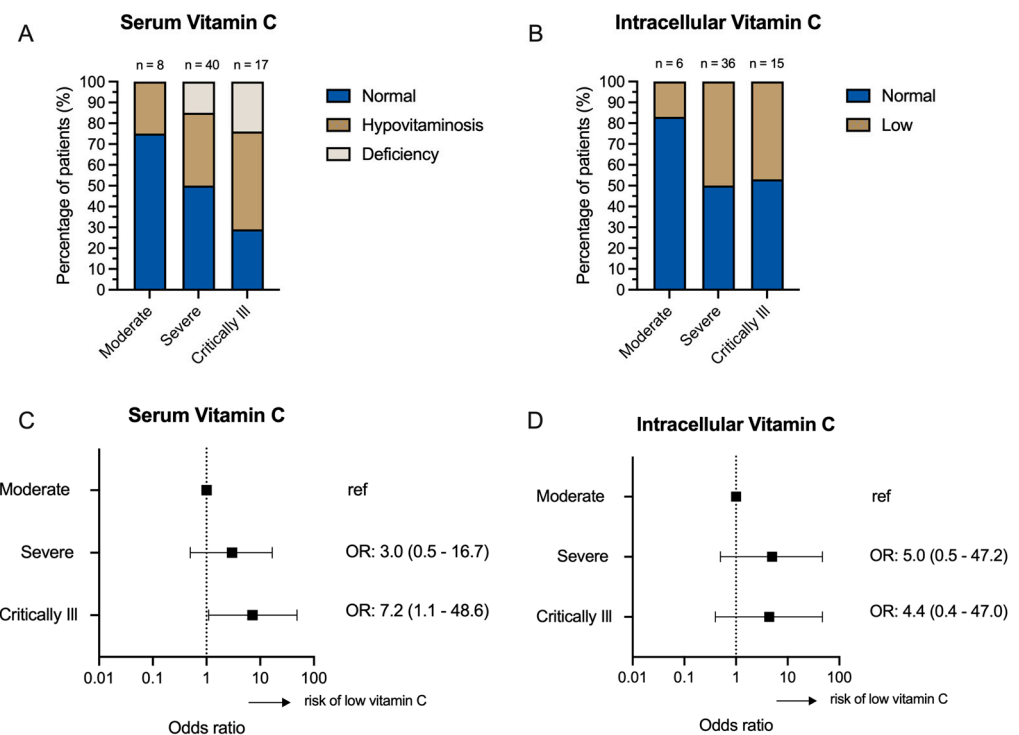 A
Serum Vitamin C
n = 8
n = 40
n = 17
Percentage of patients (%)
100
90
80
70
60
50
40
30
20
10
0
Moderate
Severe
Critically Ill
Normal
Hypovitaminosis
Deficiency
B
Intracellular Vitamin C
n = 6
n = 36
n = 15
Percentage of patients (%)
100
90
80
70
60
50
40
30
20
10
0
Moderate
Severe
Critically Ill
Normal
Low
C
Serum Vitamin C
Moderate
ref
Severe
OR: 3.0 (0.5 - 16.7)
Critically Ill
OR: 7.2 (1.1 - 48.6)
0.01
0.1
1
10
100
risk of low vitamin C
Odds ratio
D
Intracellular Vitamin C
Moderate
ref
Severe
OR: 5.0 (0.5 - 47.2)
Critically Ill
OR: 4.4 (0.4 - 47.0)
0.01
0.1
1
10
100
risk of low vitamin C
Odds ratio